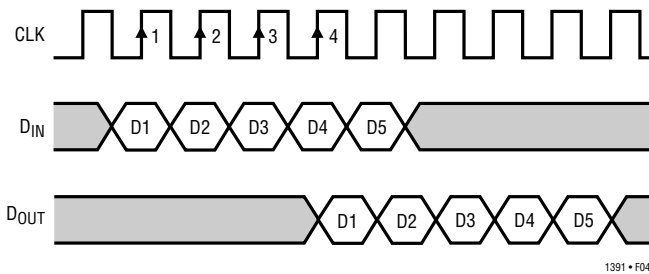 CLK 1 2 3 4
DIN D1 D2 D3 D4 D5
DOUT D1 D2 D3 D4 D5
1391 • F04